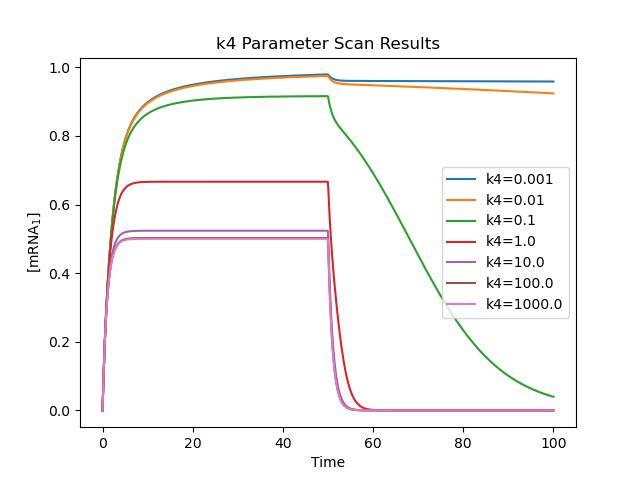 k4 Parameter Scan Results
[mRNA₁]
1.0
0.8
0.6
0.4
0.2
0.0
k4=0.001
k4=0.01
k4=0.1
k4=1.0
k4=10.0
k4=100.0
k4=1000.0
0 20 40 60 80 100
Time